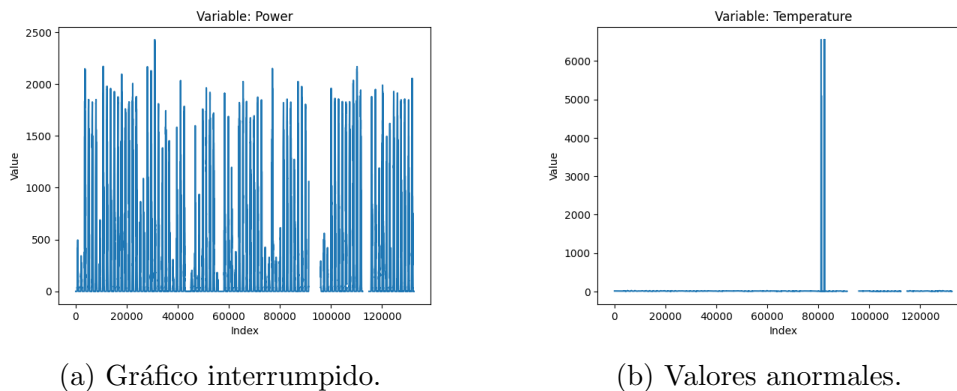 Variable: Power
2500
2000
1500
1000
500
0
Value
0 20000 40000 60000 80000 100000 120000
Index
(a) Gráfico interrumpido.
Variable: Temperature
6000
5000
4000
3000
2000
1000
0
Value
0 20000 40000 60000 80000 100000 120000
Index
(b) Valores anormales.